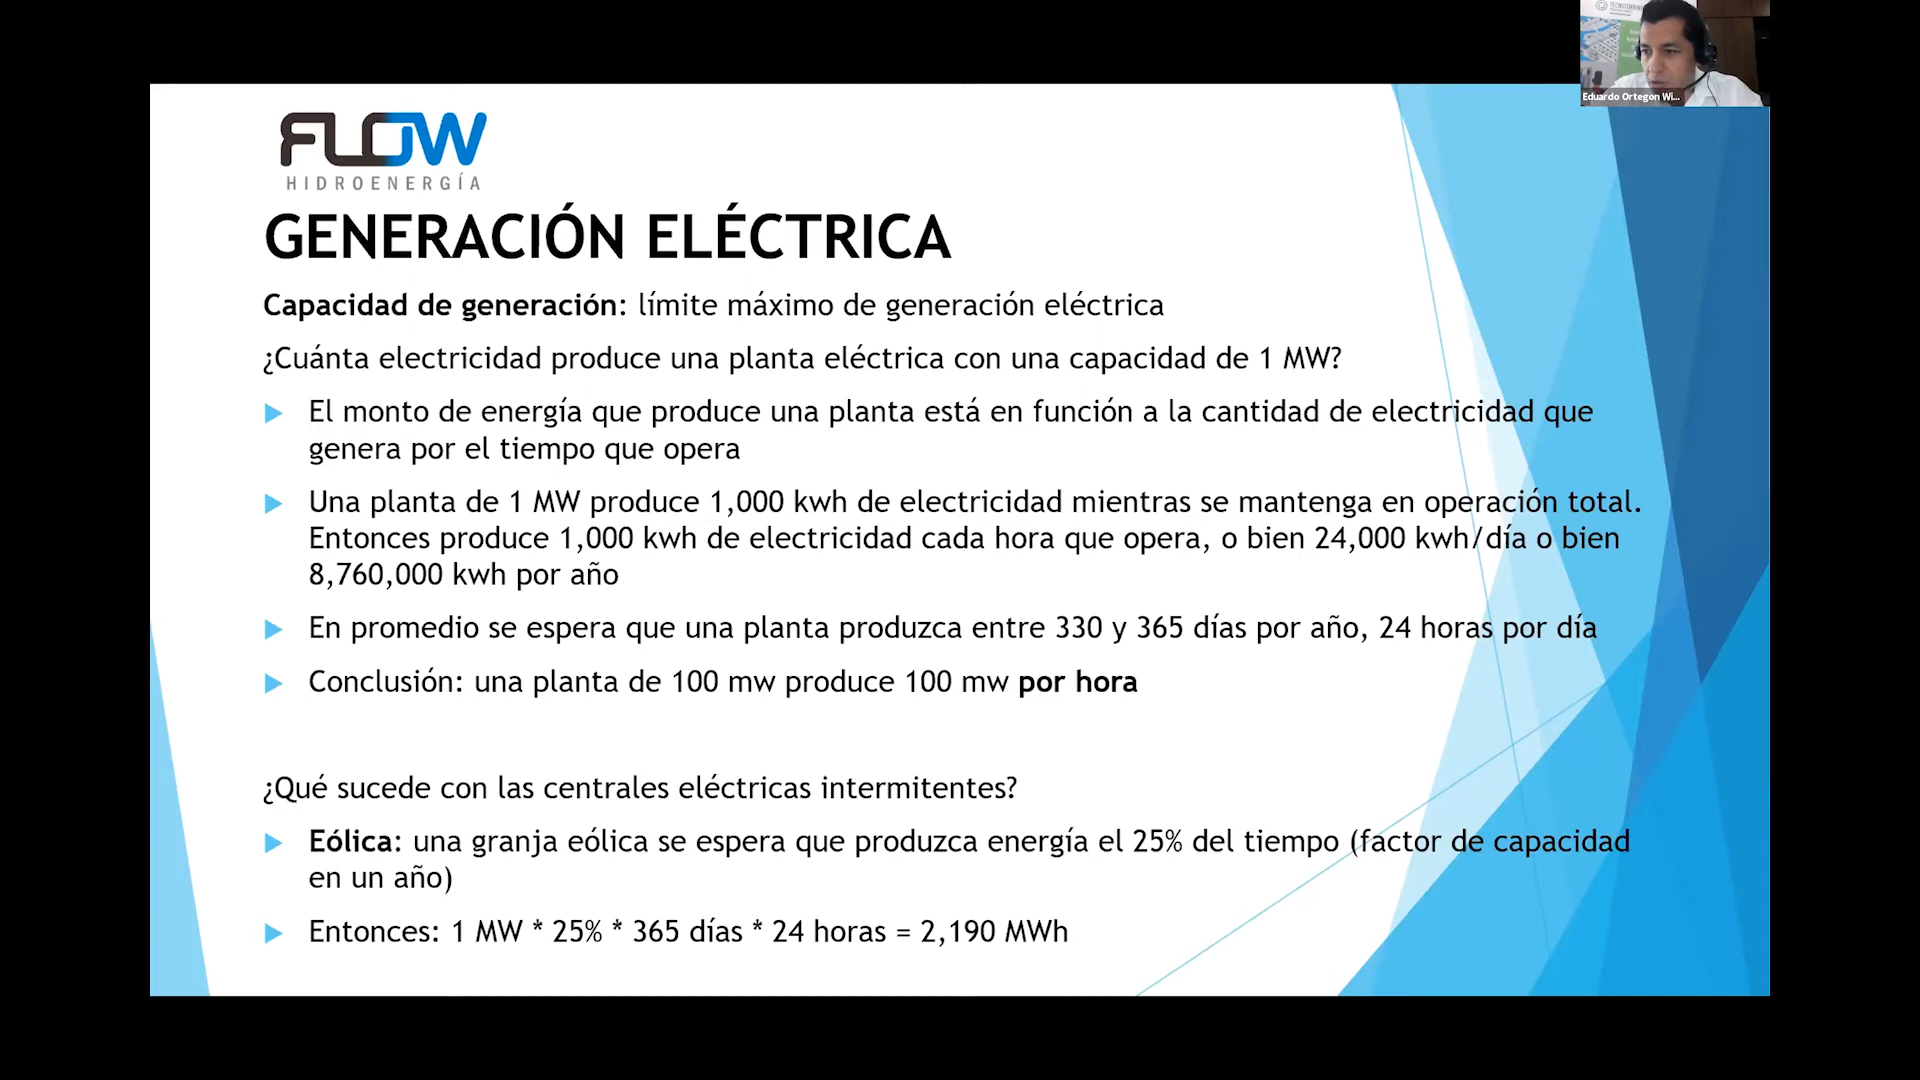 TECNOTURBINES
Eduardo Ortegon Wi...
FLOW
HIDROENERGÍA
GENERACIÓN ELÉCTRICA
Capacidad de generación: límite máximo de generación eléctrica
¿Cuánta electricidad produce una planta eléctrica con una capacidad de 1 MW?
El monto de energía que produce una planta está en función a la cantidad de electricidad que
genera por el tiempo que opera
Una planta de 1 MW produce 1,000 kwh de electricidad mientras se mantenga en operación total.
Entonces produce 1,000 kwh de electricidad cada hora que opera, o bien 24,000 kwh/día o bien
8,760,000 kwh por año
En promedio se espera que una planta produzca entre 330 y 365 días por año, 24 horas por día
Conclusión: una planta de 100 mw produce 100 mw por hora
¿Qué sucede con las centrales eléctricas intermitentes?
Eólica: una granja eólica se espera que produzca energía el 25% del tiempo (factor de capacidad
en un año)
Entonces: 1 MW * 25% * 365 días * 24 horas = 2,190 MWh